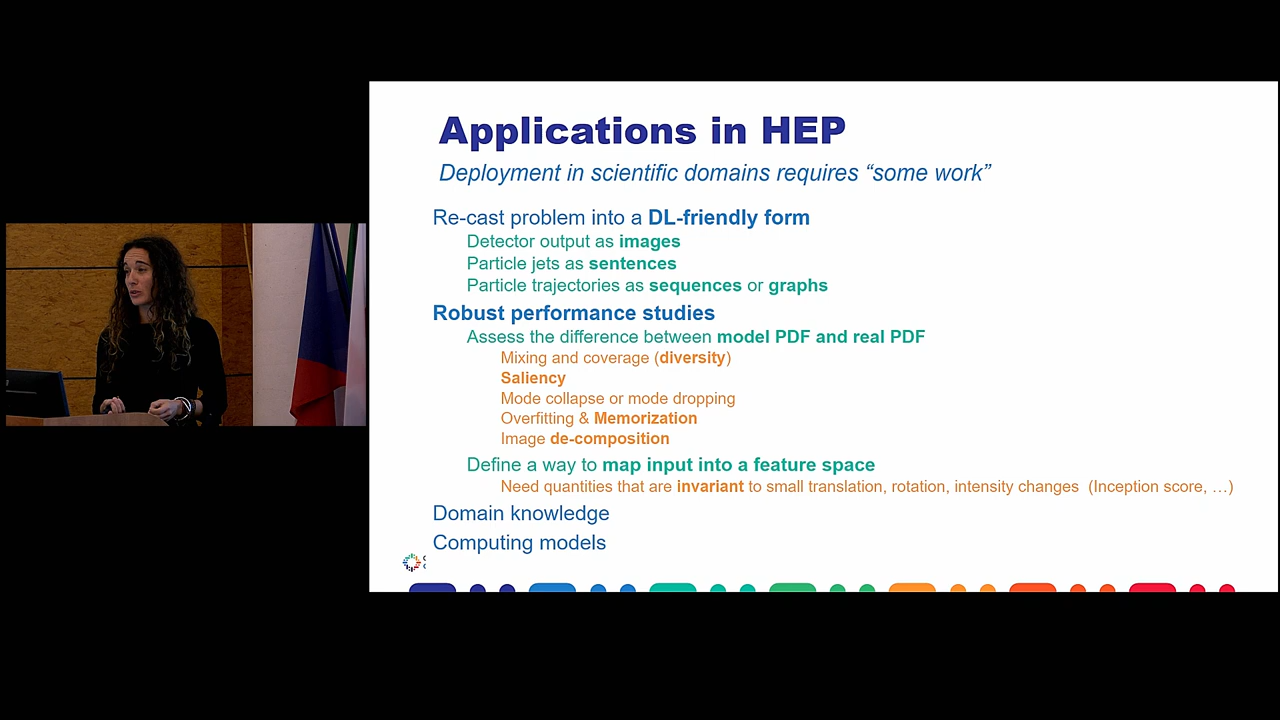 Applications in HEP
Deployment in scientific domains requires “some work”
Re-cast problem into a DL-friendly form
Detector output as images
Particle jets as sentences
Particle trajectories as sequences or graphs
Robust performance studies
Assess the difference between model PDF and real PDF
Mixing and coverage (diversity)
Saliency
Mode collapse or mode dropping
Overfitting & Memorization
Image de-composition
Define a way to map input into a feature space
Need quantities that are invariant to small translation, rotation, intensity changes (Inception score, …)
Domain knowledge
Computing models